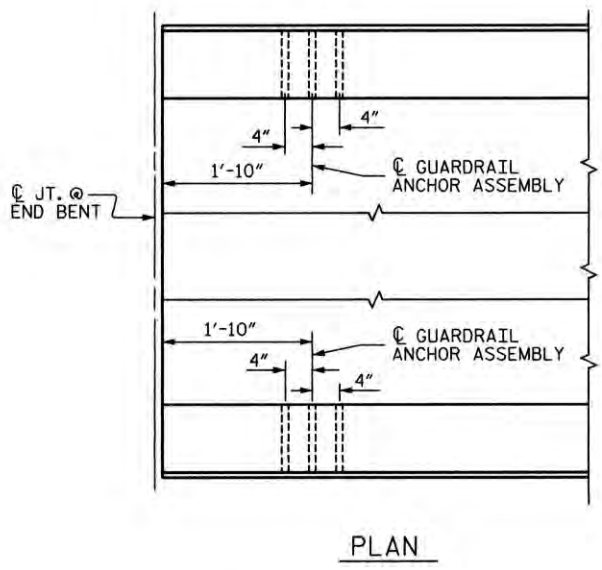 4"
4"
1'-10"
℄ GUARDRAIL
ANCHOR ASSEMBLY
℄ JT. @
END BENT
1'-10"
℄ GUARDRAIL
ANCHOR ASSEMBLY
4"
4"
PLAN